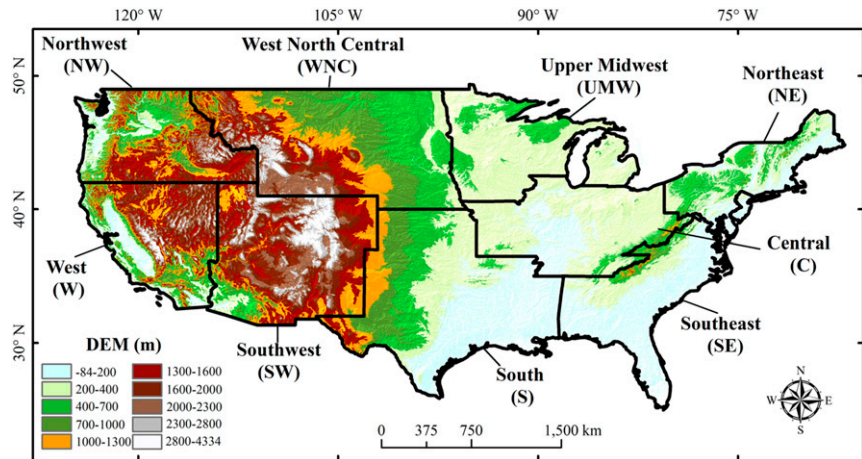 120° W 105° W 90° W 75° W
Northwest
(NW)
West North Central
(WNC)
Upper Midwest
(UMW)
Northeast
(NE)
50° N
40° N
30° N
West
(W)
Central
(C)
Southeast
(SE)
Southwest
(SW)
South
(S)
DEM (m)
-84-200
200-400
400-700
700-1000
1000-1300
1300-1600
1600-2000
2000-2300
2300-2800
2800-4334
0 375 750 1,500 km
N
W E
S